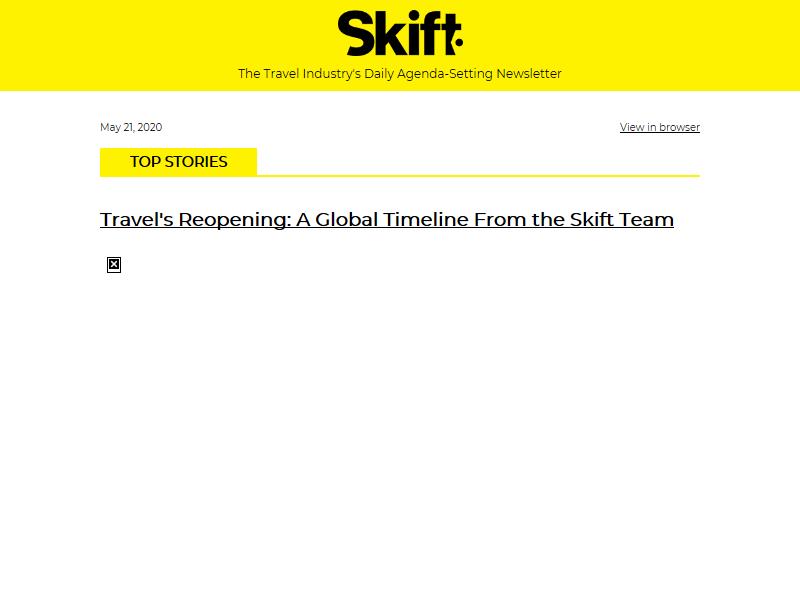 Skift.
The Travel Industry's Daily Agenda-Setting Newsletter
May 21, 2020
View in browser
TOP STORIES
Travel's Reopening: A Global Timeline From the Skift Team